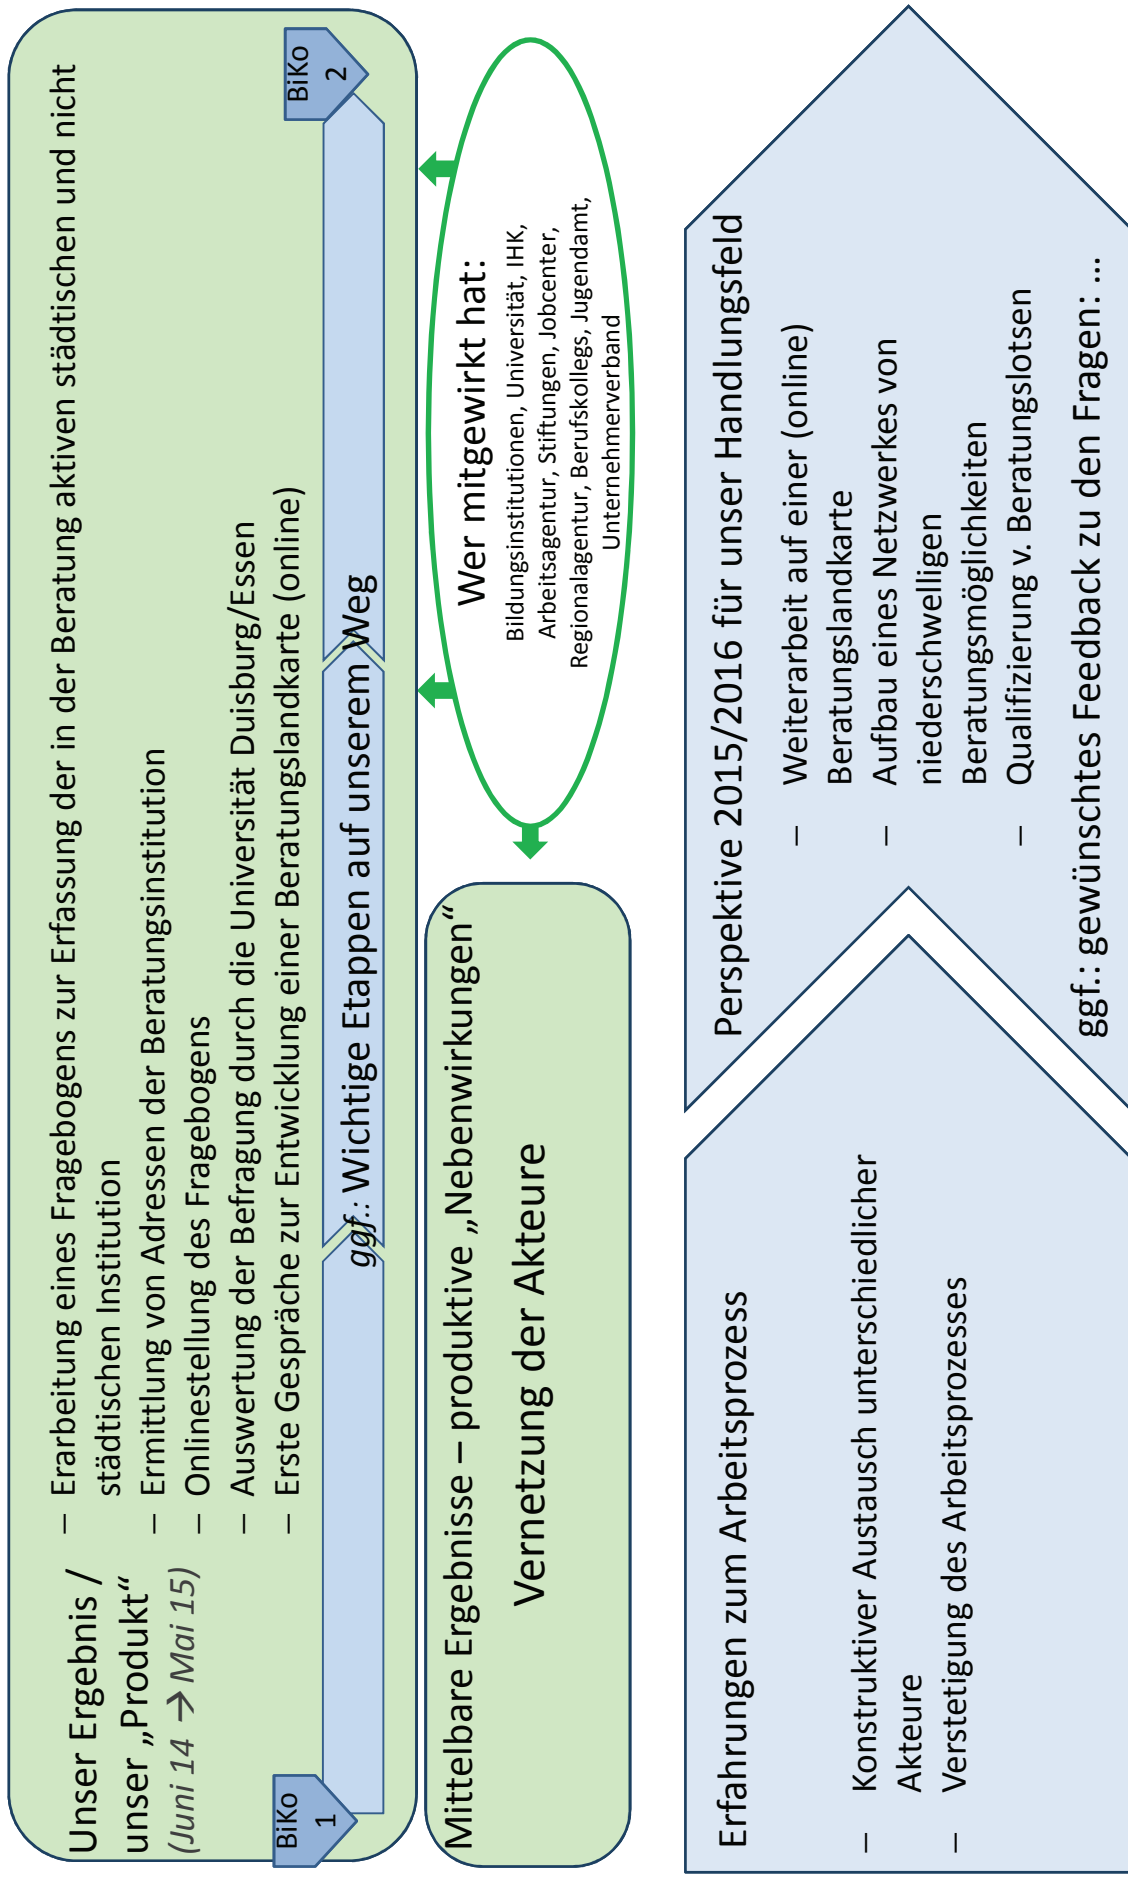 Unser Ergebnis /
unser „Produkt“
(Juni 14 → Mai 15)
– Erarbeitung eines Fragebogens zur Erfassung der in der Beratung aktiven städtischen und nicht
städtischen Institution
– Ermittlung von Adressen der Beratungsinstitution
– Onlinestellung des Fragebogens
– Auswertung der Befragung durch die Universität Duisburg/Essen
– Erste Gespräche zur Entwicklung einer Beratungslandkarte (online)
BiKo
1
ggf.: Wichtige Etappen auf unserem Weg
BiKo
2
Mittelbare Ergebnisse – produktive „Nebenwirkungen“
Vernetzung der Akteure
Wer mitgewirkt hat:
Bildungsinstitutionen, Universität, IHK,
Arbeitsagentur, Stiftungen, Jobcenter,
Regionalagentur, Berufskollegs, Jugendamt,
Unternehmerverband
Erfahrungen zum Arbeitsprozess
– Konstruktiver Austausch unterschiedlicher
Akteure
– Verstetigung des Arbeitsprozesses
Perspektive 2015/2016 für unser Handlungsfeld
– Weiterarbeit auf einer (online)
Beratungslandkarte
– Aufbau eines Netzwerkes von
niederschwelligen
Beratungsmöglichkeiten
– Qualifizierung v. Beratungslotsen
ggf.: gewünschtes Feedback zu den Fragen: ...